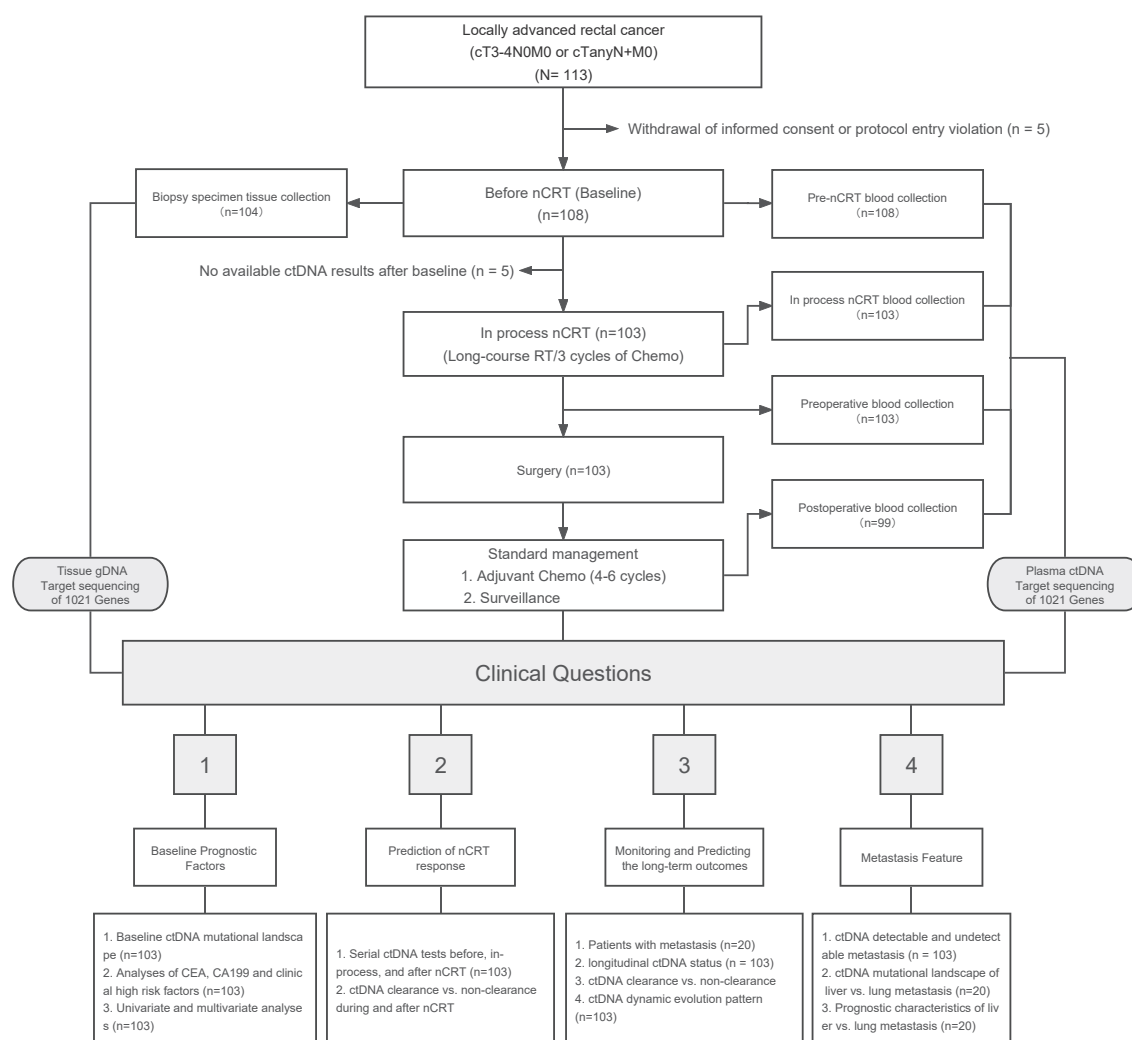 Locally advanced rectal cancer
(cT3-4N0M0 or cTanyN+M0)
(N= 113)
Withdrawal of informed consent or protocol entry violation (n = 5)
Biopsy specimen tissue collection
（n=104）
Before nCRT (Baseline)
(n=108)
Pre-nCRT blood collection
（n=108）
No available ctDNA results after baseline (n = 5)
In process nCRT (n=103)
(Long-course RT/3 cycles of Chemo)
In process nCRT blood collection
（n=103）
Preoperative blood collection
（n=103）
Surgery (n=103)
Postoperative blood collection
（n=99）
Standard management
1. Adjuvant Chemo (4-6 cycles)
2. Surveillance
Tissue gDNA
Target sequencing
of 1021 Genes
Plasma ctDNA
Target sequencing
of 1021 Genes
Clinical Questions
1
2
3
4
Baseline Prognostic
Factors
Prediction of nCRT
response
Monitoring and Predicting
the long-term outcomes
Metastasis Feature
1. Baseline ctDNA mutational landsca
pe (n=103)
2. Analyses of CEA, CA199 and clinic
al high risk factors (n=103)
3. Univariate and multivariate analyse
s (n=103)
1. Serial ctDNA tests before, in-
process, and after nCRT (n=103)
2. ctDNA clearance vs. non-clearance
during and after nCRT
1. Patients with metastasis (n=20)
2. longitudinal ctDNA status (n = 103)
3. ctDNA clearance vs. non-clearance
4. ctDNA dynamic evolution pattern
(n=103)
1. ctDNA detectable and undetect
able metastasis (n = 103)
2. ctDNA mutational landscape of
liver vs. lung metastasis (n=20)
3. Prognostic characteristics of liv
er vs. lung metastasis (n=20)